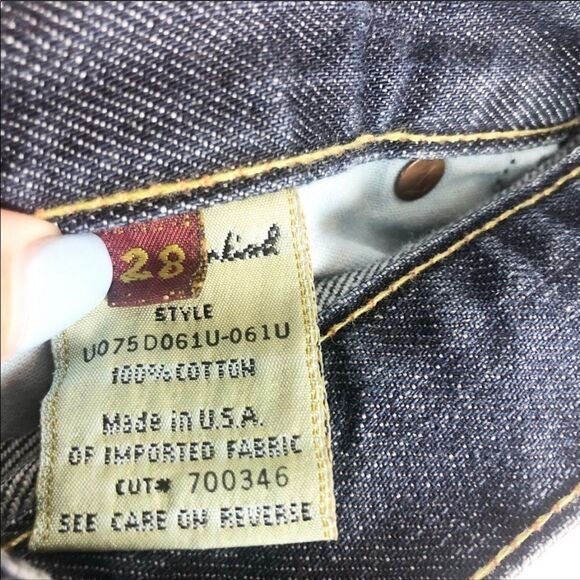 28
STYLE
U075D061U-061U
100% COTTON
Made in U.S.A.
OF IMPORTED FABRIC
CUT# 700346
SEE CARE ON REVERSE